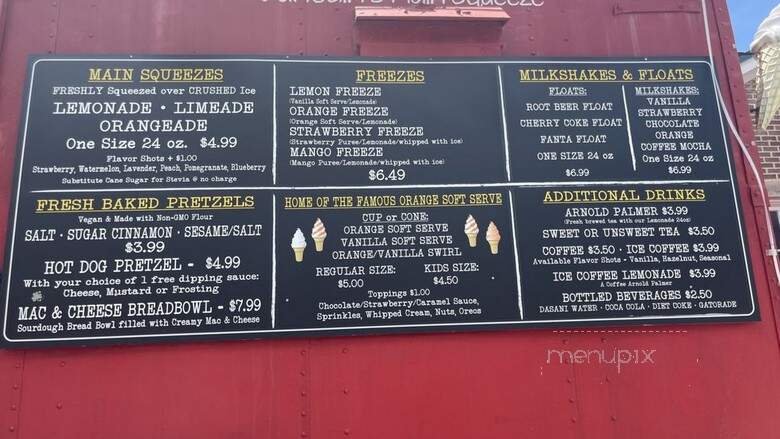 MAIN SQUEEZES
FRESHLY Squeezed over CRUSHED Ice
LEMONADE · LIMEADE
ORANGEADE
One Size 24 oz. $4.99
Flavor Shots + $1.00
Strawberry, Watermelon, Lavender, Peach, Pomegranate, Blueberry
Substitute Cane Sugar for Stevia @ no charge
FREEZES
LEMON FREEZE
(Vanilla Soft Serve/Lemonade)
ORANGE FREEZE
(Orange Soft Serve/Lemonade)
STRAWBERRY FREEZE
(Strawberry Puree/Lemonade/whipped with ice)
MANGO FREEZE
(Mango Puree/Lemonade/whipped with ice)
$6.49
MILKSHAKES & FLOATS
FLOATS:
ROOT BEER FLOAT
CHERRY COKE FLOAT
FANTA FLOAT
ONE SIZE 24 oz
$6.99
MILKSHAKES:
VANILLA
STRAWBERRY
CHOCOLATE
ORANGE
COFFEE MOCHA
One Size 24 oz
$6.99
FRESH BAKED PRETZELS
Vegan & Made with Non-GMO Flour
SALT · SUGAR CINNAMON · SESAME/SALT
$3.99
HOT DOG PRETZEL - $4.99
With your choice of 1 free dipping sauce:
Cheese, Mustard or Frosting
MAC & CHEESE BREADBOWL - $7.99
Sourdough Bread Bowl filled with Creamy Mac & Cheese
HOME OF THE FAMOUS ORANGE SOFT SERVE
CUP or CONE:
ORANGE SOFT SERVE
VANILLA SOFT SERVE
ORANGE/VANILLA SWIRL
REGULAR SIZE: KIDS SIZE:
$5.00 $4.50
Toppings $1.00
Chocolate/Strawberry/Caramel Sauce,
Sprinkles, Whipped Cream, Nuts, Oreos
ADDITIONAL DRINKS
ARNOLD PALMER $3.99
(Fresh brewed tea with our Lemonade 24oz)
SWEET OR UNSWEET TEA $3.50
COFFEE $3.50 · ICE COFFEE $3.99
Available Flavor Shots - Vanilla, Hazelnut, Seasonal
ICE COFFEE LEMONADE $3.99
A Coffee Arnold Palmer
BOTTLED BEVERAGES $2.50
DASANI WATER · COCA COLA · DIET COKE · GATORADE
menupix